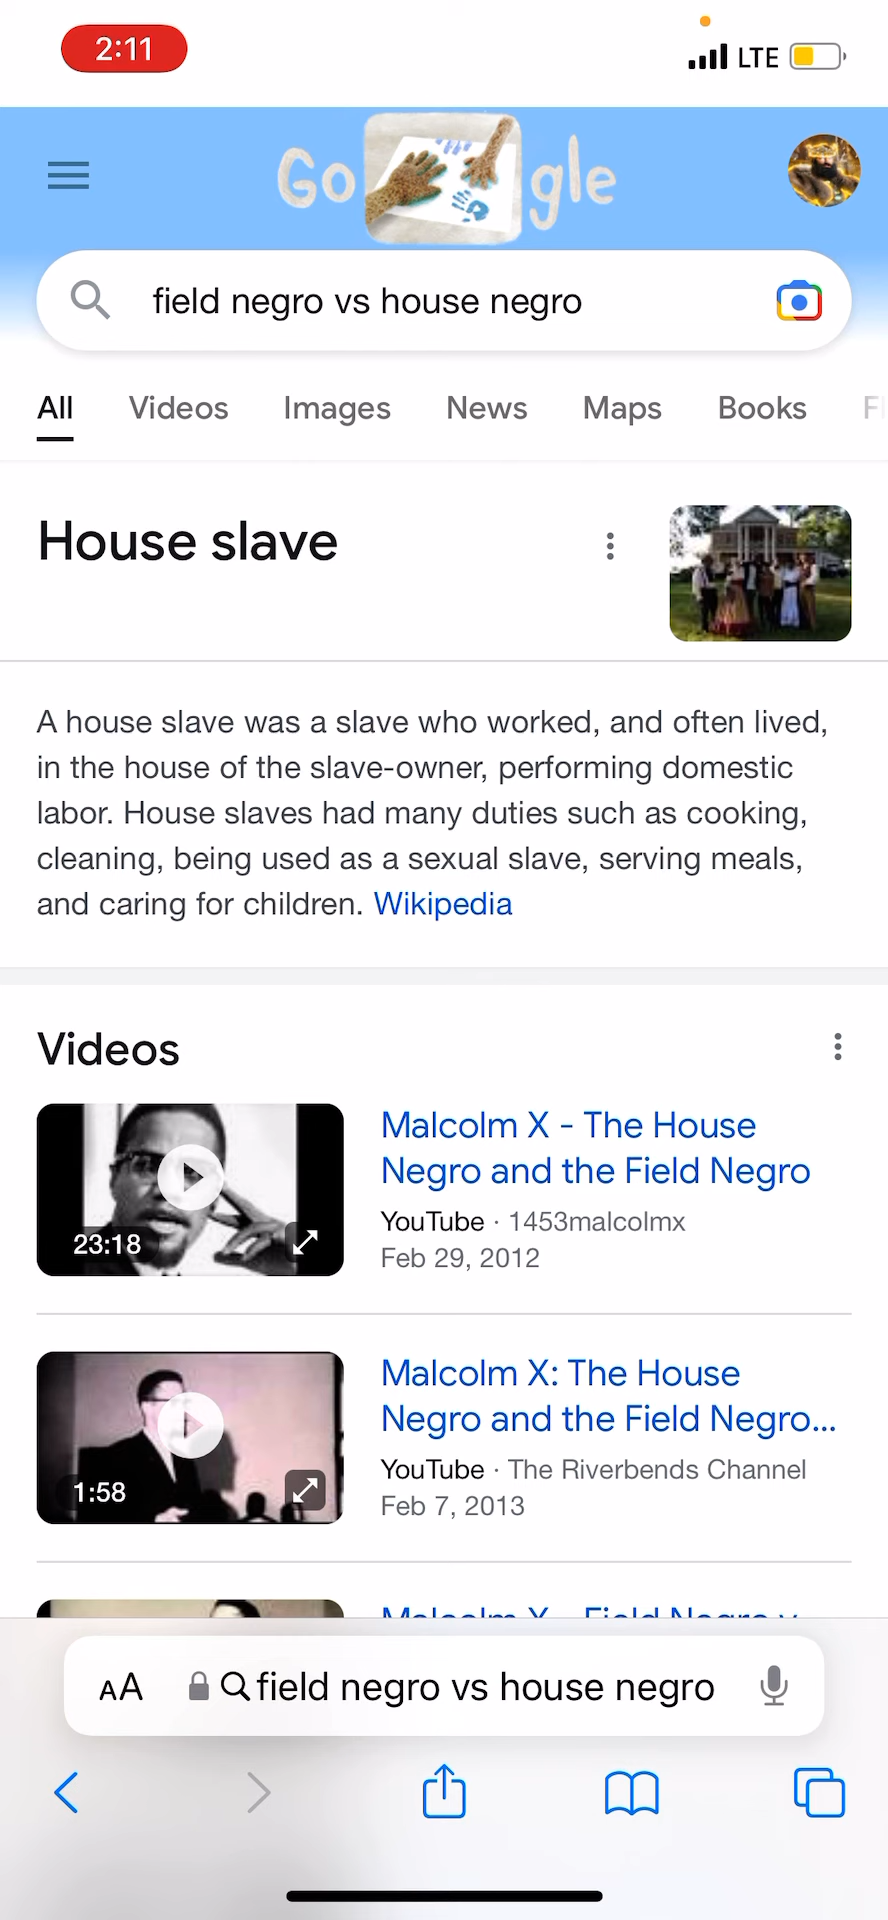 2:11
LTE
Go gle
field negro vs house negro
All Videos Images News Maps Books
House slave
A house slave was a slave who worked, and often lived,
in the house of the slave-owner, performing domestic
labor. House slaves had many duties such as cooking,
cleaning, being used as a sexual slave, serving meals,
and caring for children. Wikipedia
Videos
Malcolm X - The House
Negro and the Field Negro
YouTube · 1453malcolmx
23:18
Feb 29, 2012
Malcolm X: The House
Negro and the Field Negro...
YouTube · The Riverbends Channel
1:58
Feb 7, 2013
Malcolm X - Field Negro v
AA field negro vs house negro